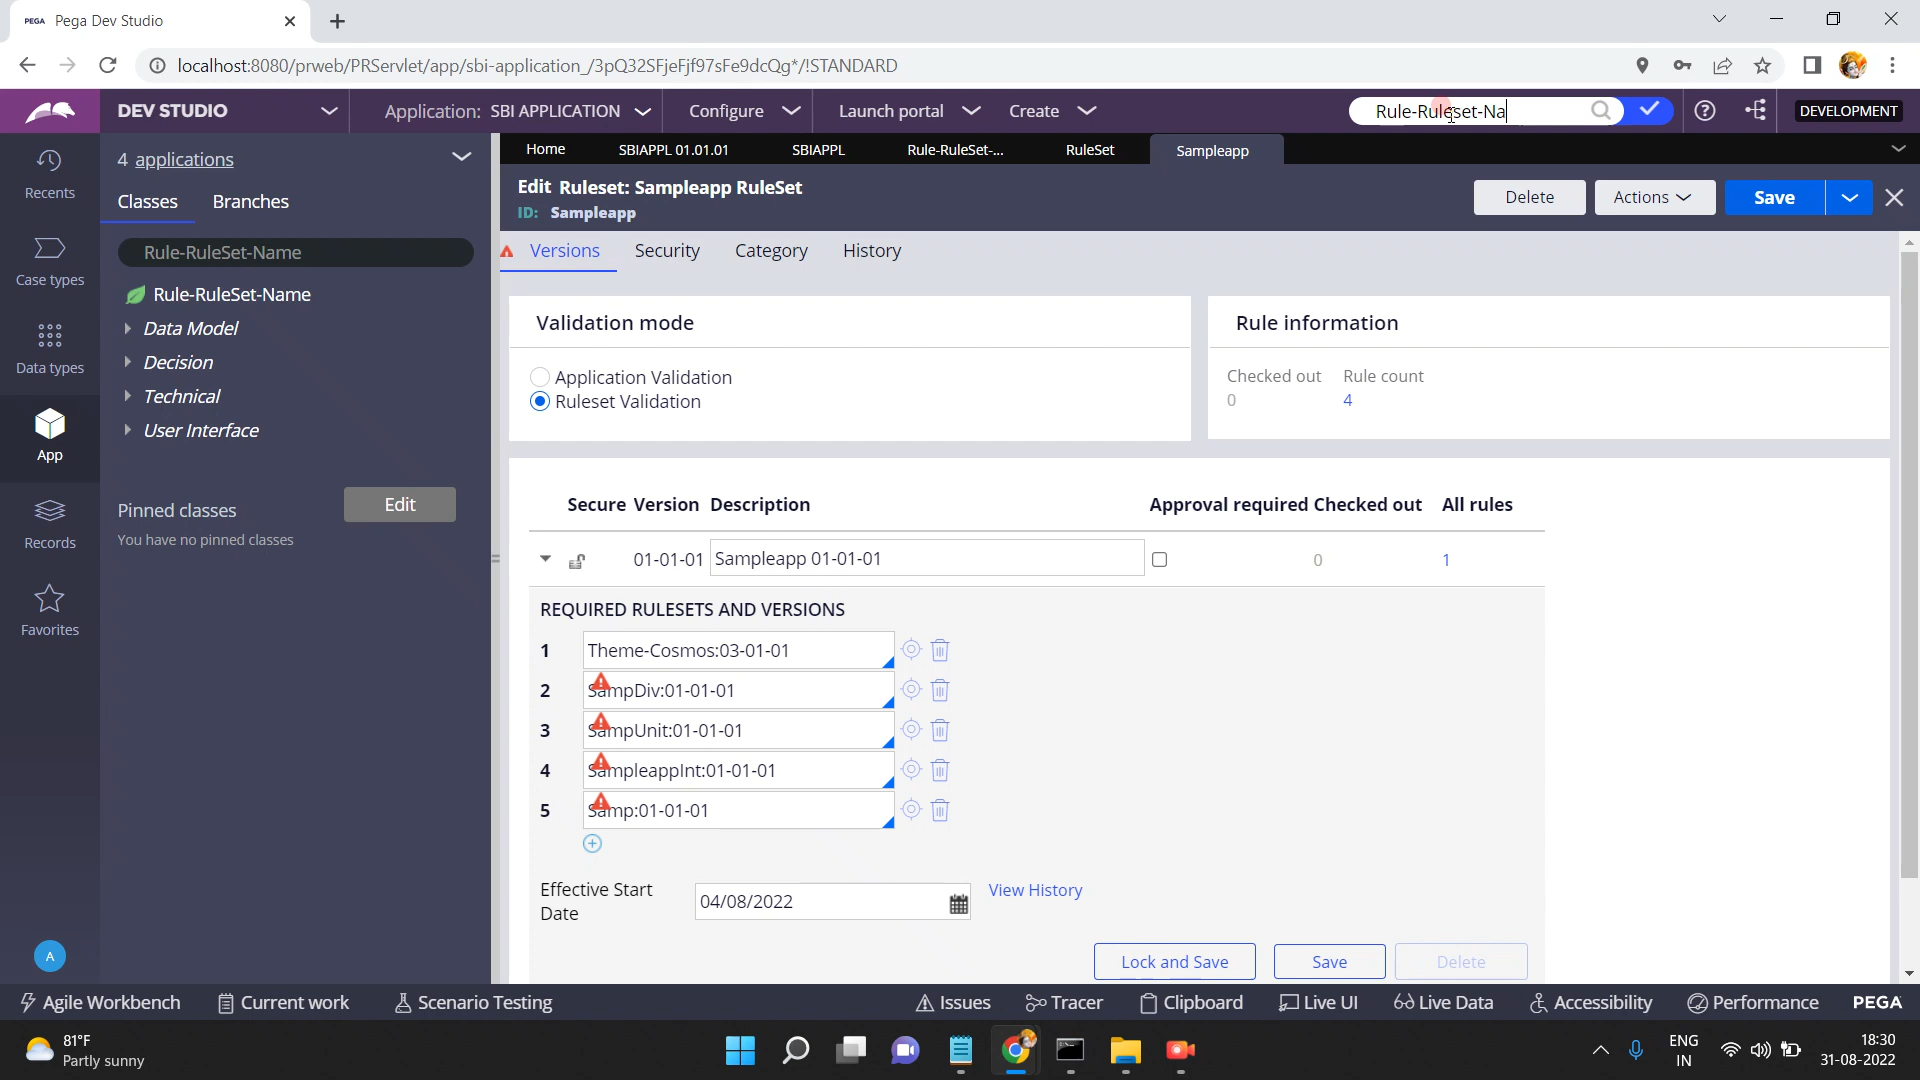 PEGA Pega Dev Studio
localhost:8080/prweb/PRServlet/app/sbi-application_/3pQ32SFjeFjf97sFe9dcQg*/!STANDARD
DEV STUDIO
Application: SBI APPLICATION
Configure
Launch portal
Create
Rule-Ruleset-Na
DEVELOPMENT
Recents
Case types
Data types
App
Records
Favorites
A
4 applications
Classes Branches
Rule-RuleSet-Name
Rule-RuleSet-Name
Data Model
Decision
Technical
User Interface
Pinned classes
Edit
You have no pinned classes
Home SBIAPPL 01.01.01 SBIAPPL Rule-RuleSet-... RuleSet Sampleapp
Edit Ruleset: Sampleapp RuleSet
ID: Sampleapp
Delete Actions Save
Versions Security Category History
Validation mode
Application Validation
Ruleset Validation
Rule information
Checked out Rule count
0 4
Secure Version Description Approval required Checked out All rules
01-01-01 Sampleapp 01-01-01 0 1
REQUIRED RULESETS AND VERSIONS
1 Theme-Cosmos:03-01-01
2 SampDiv:01-01-01
3 SampUnit:01-01-01
4 SampleappInt:01-01-01
5 Samp:01-01-01
Effective Start
Date
04/08/2022
View History
Lock and Save Save Delete
Agile Workbench Current work Scenario Testing Issues Tracer Clipboard Live UI Live Data Accessibility Performance PEGA
81°F
Partly sunny
ENG
IN
18:30
31-08-2022